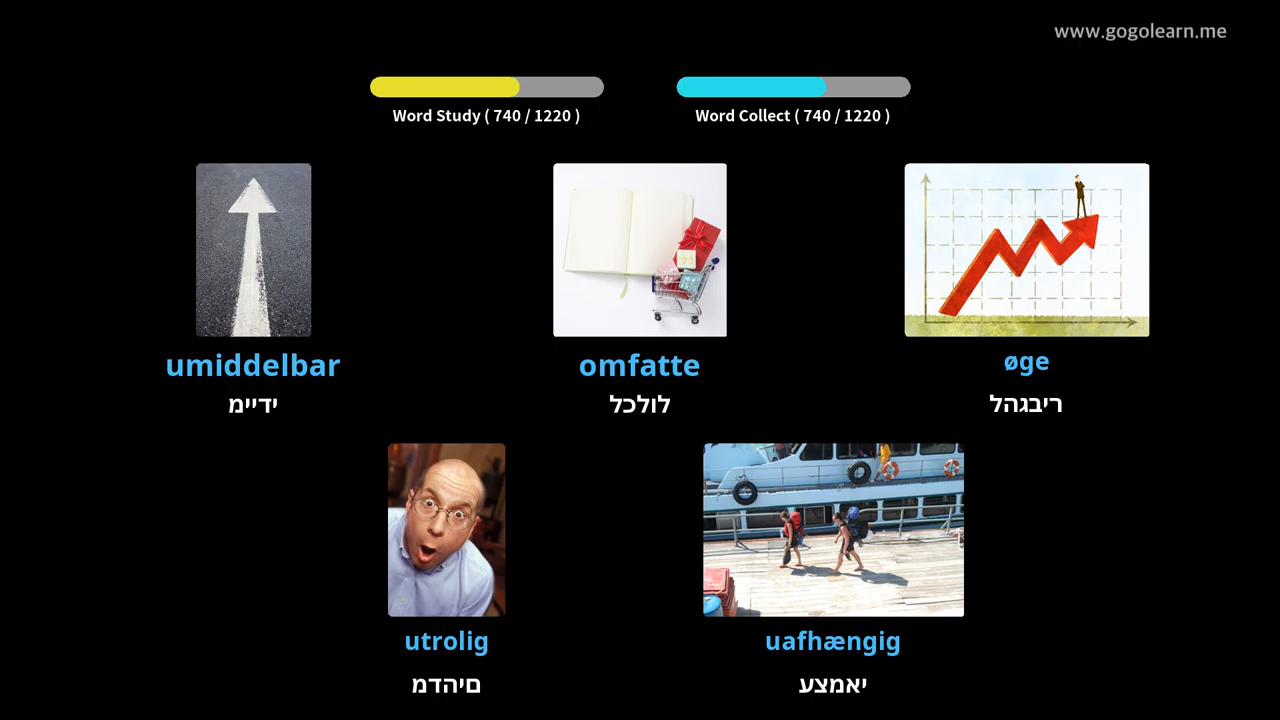 www.gogolearn.me
Word Study ( 740 / 1220 )
Word Collect ( 740 / 1220 )
umiddelbar
מיידי
omfatte
לכלול
øge
להגביר
utrolig
מדהים
uafhængig
עצמאי